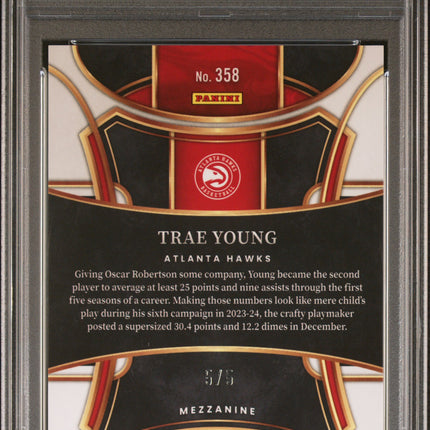 No. 358
PANINI
ATLANTA HAWKS
BASKETBALL
TRAE YOUNG
ATLANTA HAWKS
Giving Oscar Robertson some company, Young became the second
player to average at least 25 points and nine assists through the first
five seasons of a career. Making those numbers look like mere child's
play during his sixth campaign in 2023-24, the crafty playmaker
posted a supersized 30.4 points and 12.2 dimes in December.
5/5
MEZZANINE